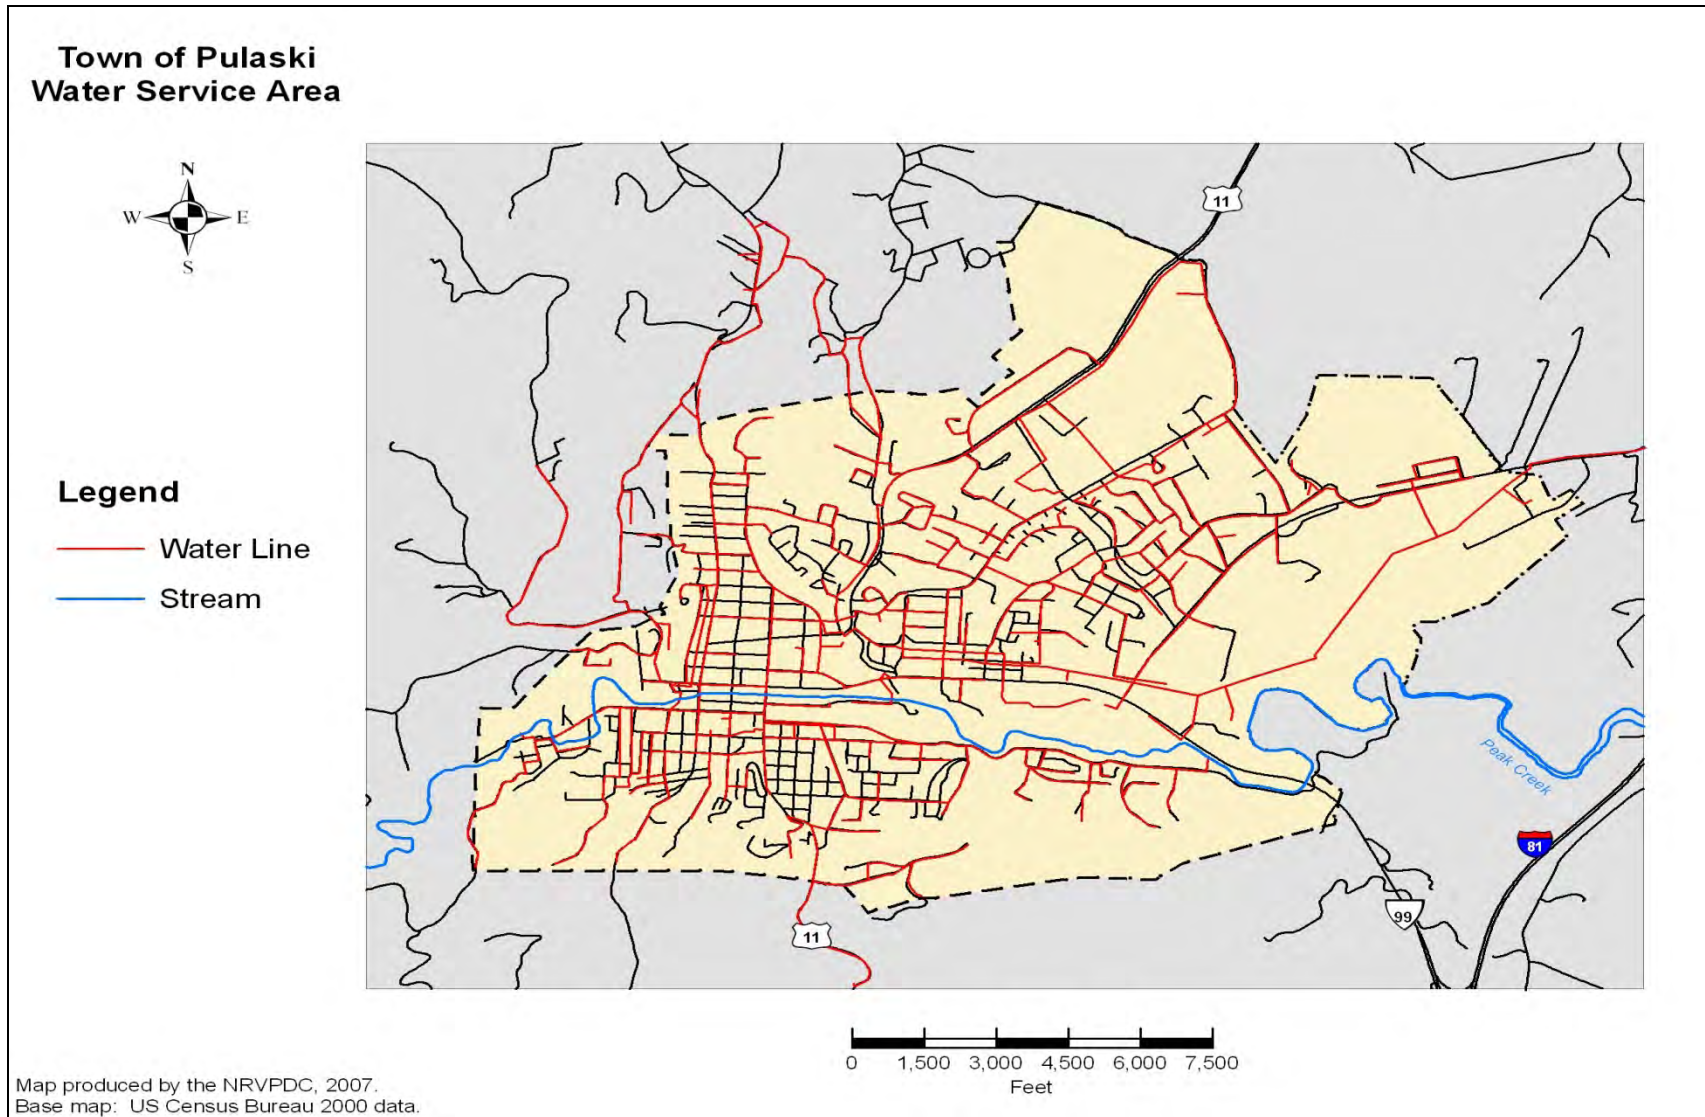 Town of Pulaski
Water Service Area
N
W
E
S
11
Legend
Water Line
Stream
Peak Creek
81
99
11
0 1,500 3,000 4,500 6,000 7,500
Feet
Map produced by the NRVPDC, 2007.
Base map: US Census Bureau 2000 data.